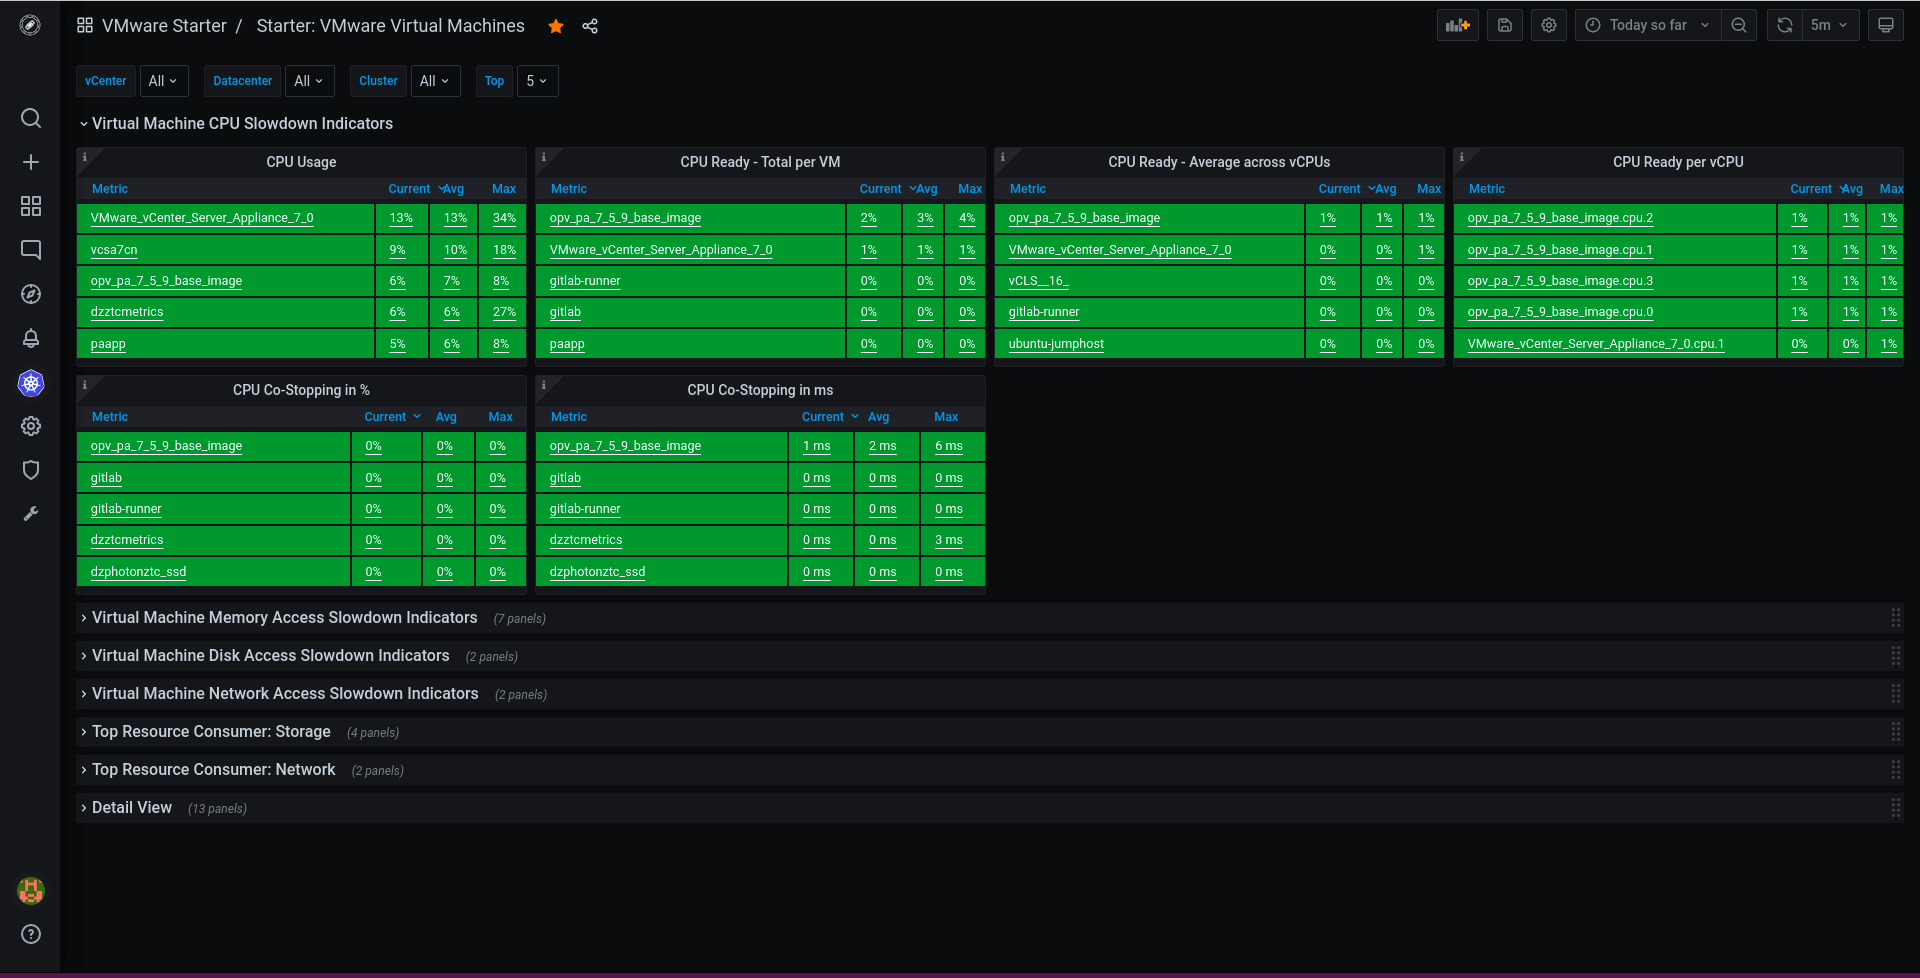 VMware Starter / Starter: VMware Virtual Machines
Today so far
5m
vCenter All Datacenter All Cluster All Top 5
Virtual Machine CPU Slowdown Indicators
CPU Usage
Metric Current Avg Max
VMware_vCenter_Server_Appliance_7_0 13% 13% 34%
vcsa7cn 9% 10% 18%
opv_pa_7_5_9_base_image 6% 7% 8%
dzztcmetrics 6% 6% 27%
paapp 5% 6% 8%
CPU Ready - Total per VM
Metric Current Avg Max
opv_pa_7_5_9_base_image 2% 3% 4%
VMware_vCenter_Server_Appliance_7_0 1% 1% 1%
gitlab-runner 0% 0% 0%
gitlab 0% 0% 0%
paapp 0% 0% 0%
CPU Ready - Average across vCPUs
Metric Current Avg Max
opv_pa_7_5_9_base_image 1% 1% 1%
VMware_vCenter_Server_Appliance_7_0 0% 0% 1%
vCLS__16_ 0% 0% 0%
gitlab-runner 0% 0% 0%
ubuntu-jumphost 0% 0% 0%
CPU Ready per vCPU
Metric Current Avg Max
opv_pa_7_5_9_base_image.cpu.2 1% 1% 1%
opv_pa_7_5_9_base_image.cpu.1 1% 1% 1%
opv_pa_7_5_9_base_image.cpu.3 1% 1% 1%
opv_pa_7_5_9_base_image.cpu.0 1% 1% 1%
VMware_vCenter_Server_Appliance_7_0.cpu.1 0% 0% 1%
CPU Co-Stopping in %
Metric Current Avg Max
opv_pa_7_5_9_base_image 0% 0% 0%
gitlab 0% 0% 0%
gitlab-runner 0% 0% 0%
dzztcmetrics 0% 0% 0%
dzphotonztc_ssd 0% 0% 0%
CPU Co-Stopping in ms
Metric Current Avg Max
opv_pa_7_5_9_base_image 1 ms 2 ms 6 ms
gitlab 0 ms 0 ms 0 ms
gitlab-runner 0 ms 0 ms 0 ms
dzztcmetrics 0 ms 0 ms 3 ms
dzphotonztc_ssd 0 ms 0 ms 0 ms
Virtual Machine Memory Access Slowdown Indicators (7 panels)
Virtual Machine Disk Access Slowdown Indicators (2 panels)
Virtual Machine Network Access Slowdown Indicators (2 panels)
Top Resource Consumer: Storage (4 panels)
Top Resource Consumer: Network (2 panels)
Detail View (13 panels)